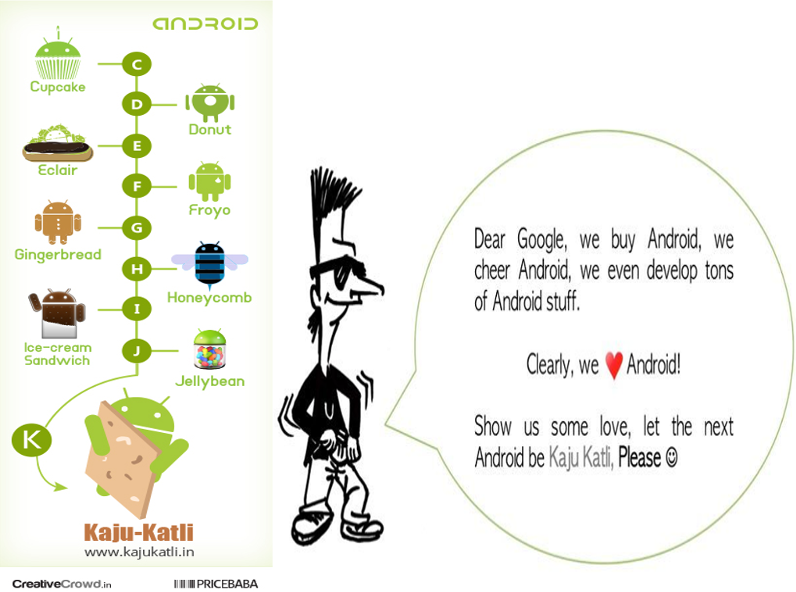 ANDROID
C
Cupcake
D
Donut
E
Eclair
F
Froyo
G
Gingerbread
H
Honeycomb
I
Ice-cream
Sandwich
J
Jellybean
K
Kaju-Katli
www.kajukatli.in
CreativeCrowd.in
PRICEBABA
Dear Google, we buy Android, we
cheer Android, we even develop tons
of Android stuff.
Clearly, we ❤ Android!
Show us some love, let the next
Android be Kaju Katli, Please ☺